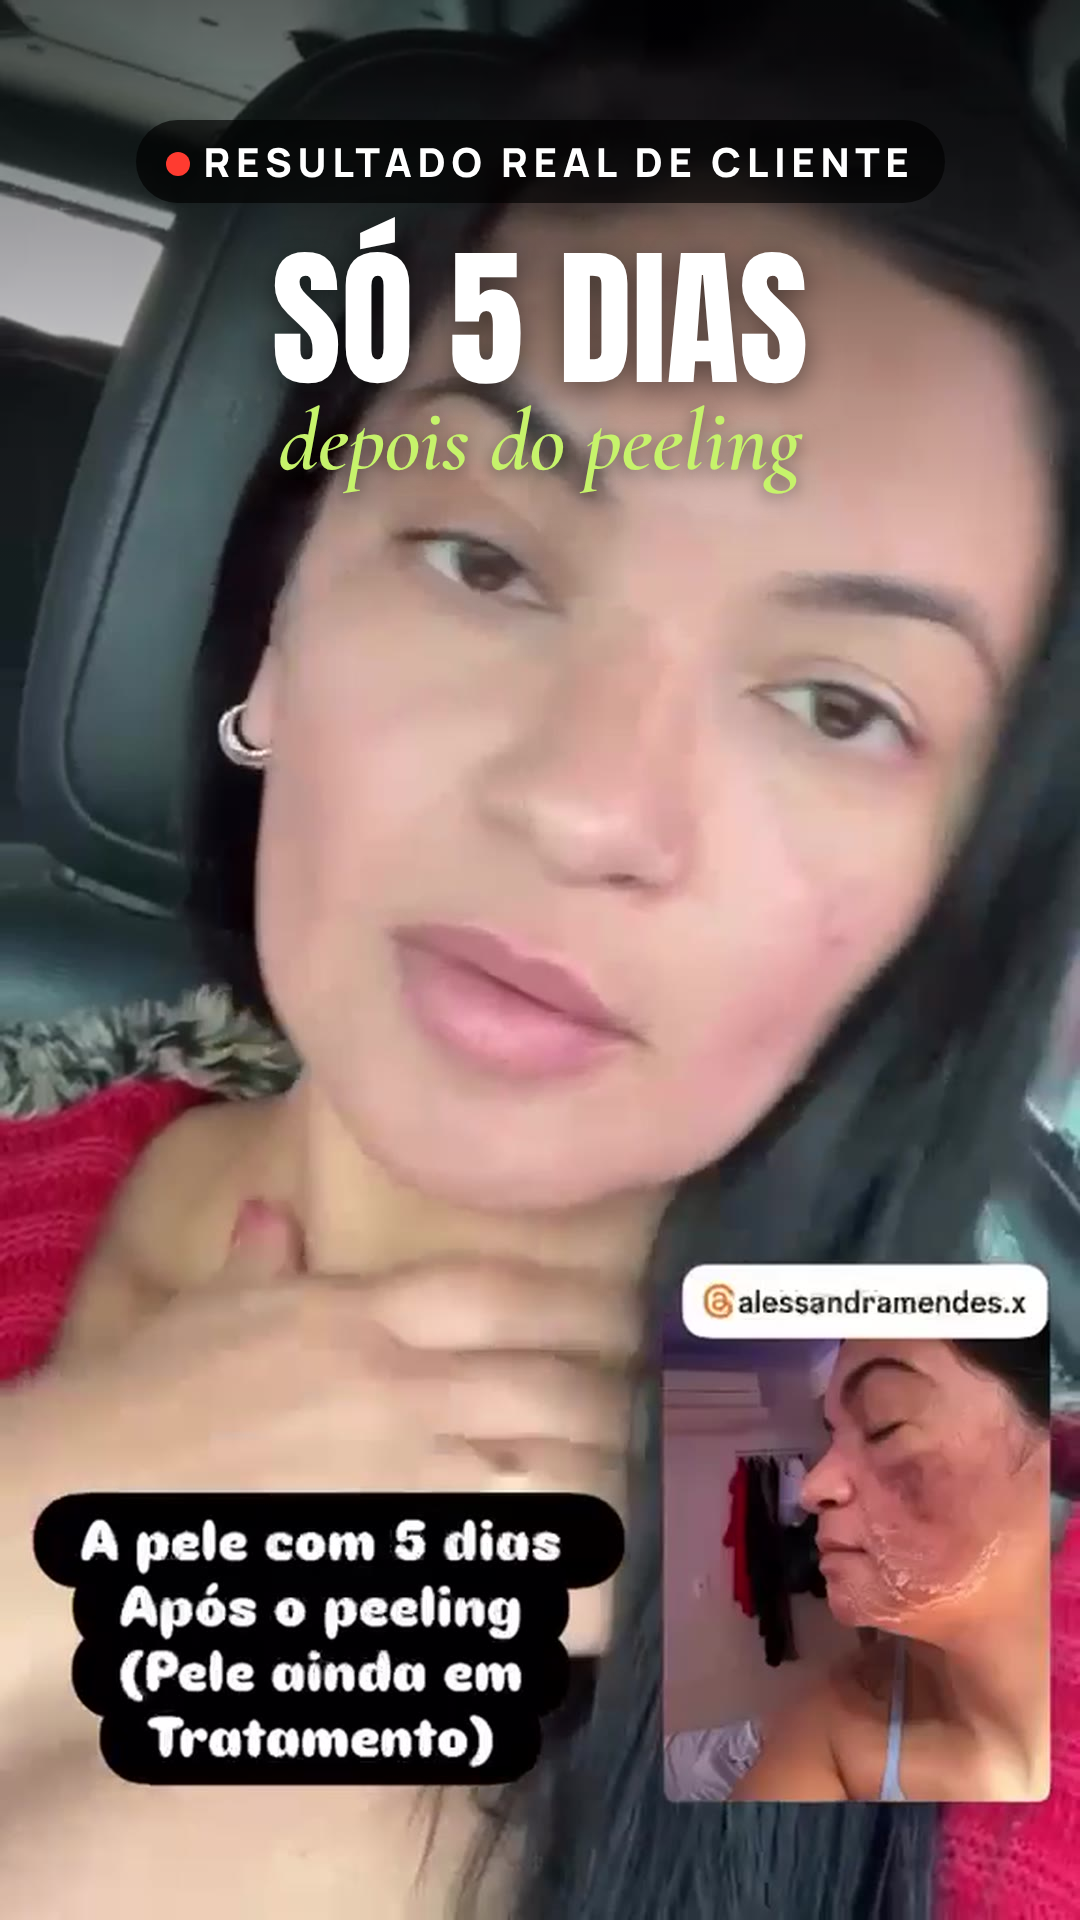 RESULTADO REAL DE CLIENTE
SÓ 5 DIAS
depois do peeling
alessandramendes.x
A pele com 5 dias
Após o peeling
(Pele ainda em
Tratamento)